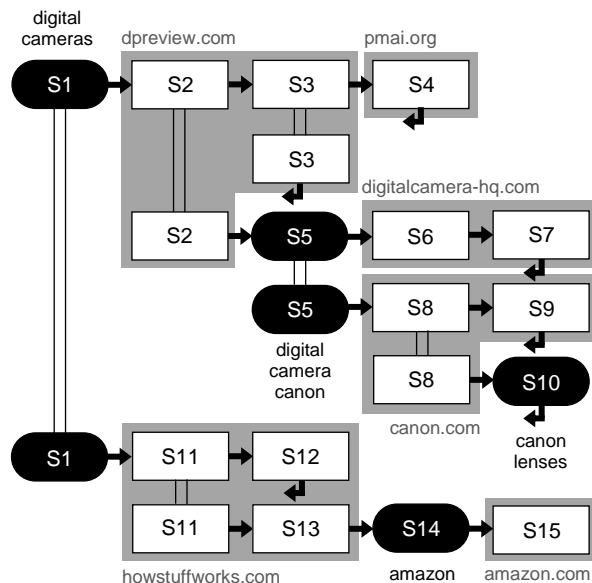 digital
cameras
dpreview.com
pmai.org
S1
S2
S3
S4
S3
digitalcamera-hq.com
S2
S5
S6
S7
S5
S8
S9
digital
camera
canon
S8
S10
canon.com
canon
lenses
S1
S11
S12
S11
S13
S14
S15
howstuffworks.com
amazon
amazon.com